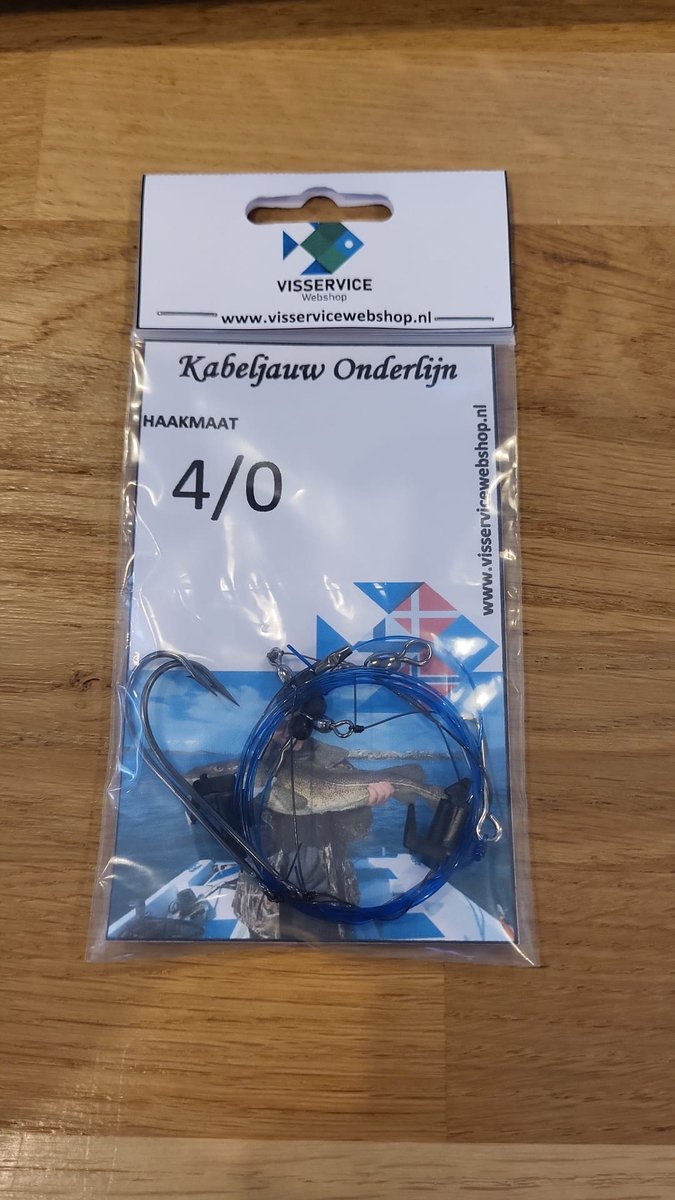 VISSERVICE
Webshop
www.visservicewebshop.nl
Kabeljauw Onderlijn
HAAKMAAT
4/0
www.visservicewebshop.nl